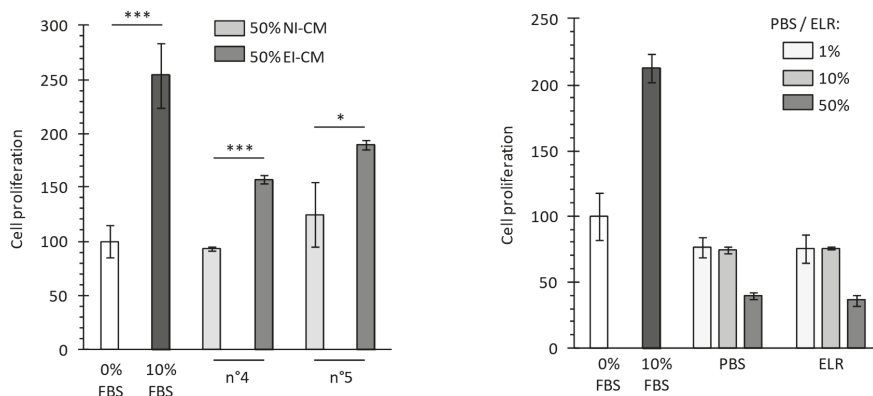 ***
300
250
200
150
100
50
0
Cell proliferation
50% NI-CM
50% EI-CM
***
*
0%
FBS
10%
FBS
n°4
n°5
250
200
150
100
50
0
Cell proliferation
PBS / ELR:
1%
10%
50%
0%
FBS
10%
FBS
PBS
ELR